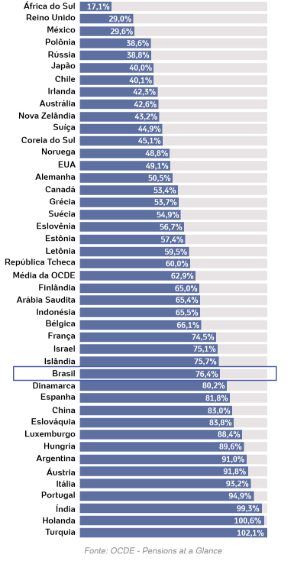 África do Sul 17,1%
Reino Unido 29,0%
México 29,6%
Polônia 38,6%
Rússia 38,8%
Japão 40,0%
Chile 40,1%
Irlanda 42,3%
Austrália 42,6%
Nova Zelândia 43,2%
Suíça 44,9%
Coreia do Sul 45,1%
Noruega 48,8%
EUA 49,1%
Alemanha 50,5%
Canadá 53,4%
Grécia 53,7%
Suécia 54,9%
Eslovênia 56,7%
Estônia 57,4%
Letônia 59,5%
República Tcheca 60,0%
Média da OCDE 62,9%
Finlândia 65,0%
Arábia Saudita 65,4%
Indonésia 65,5%
Bélgica 66,1%
França 74,5%
Israel 75,1%
Islândia 75,7%
Brasil 76,4%
Dinamarca 80,2%
Espanha 81,8%
China 83,0%
Eslováquia 83,8%
Luxemburgo 88,4%
Hungria 89,6%
Argentina 91,0%
Áustria 91,8%
Itália 93,2%
Portugal 94,9%
Índia 99,3%
Holanda 100,6%
Turquia 102,1%
Fonte: OCDE - Pensions at a Glance